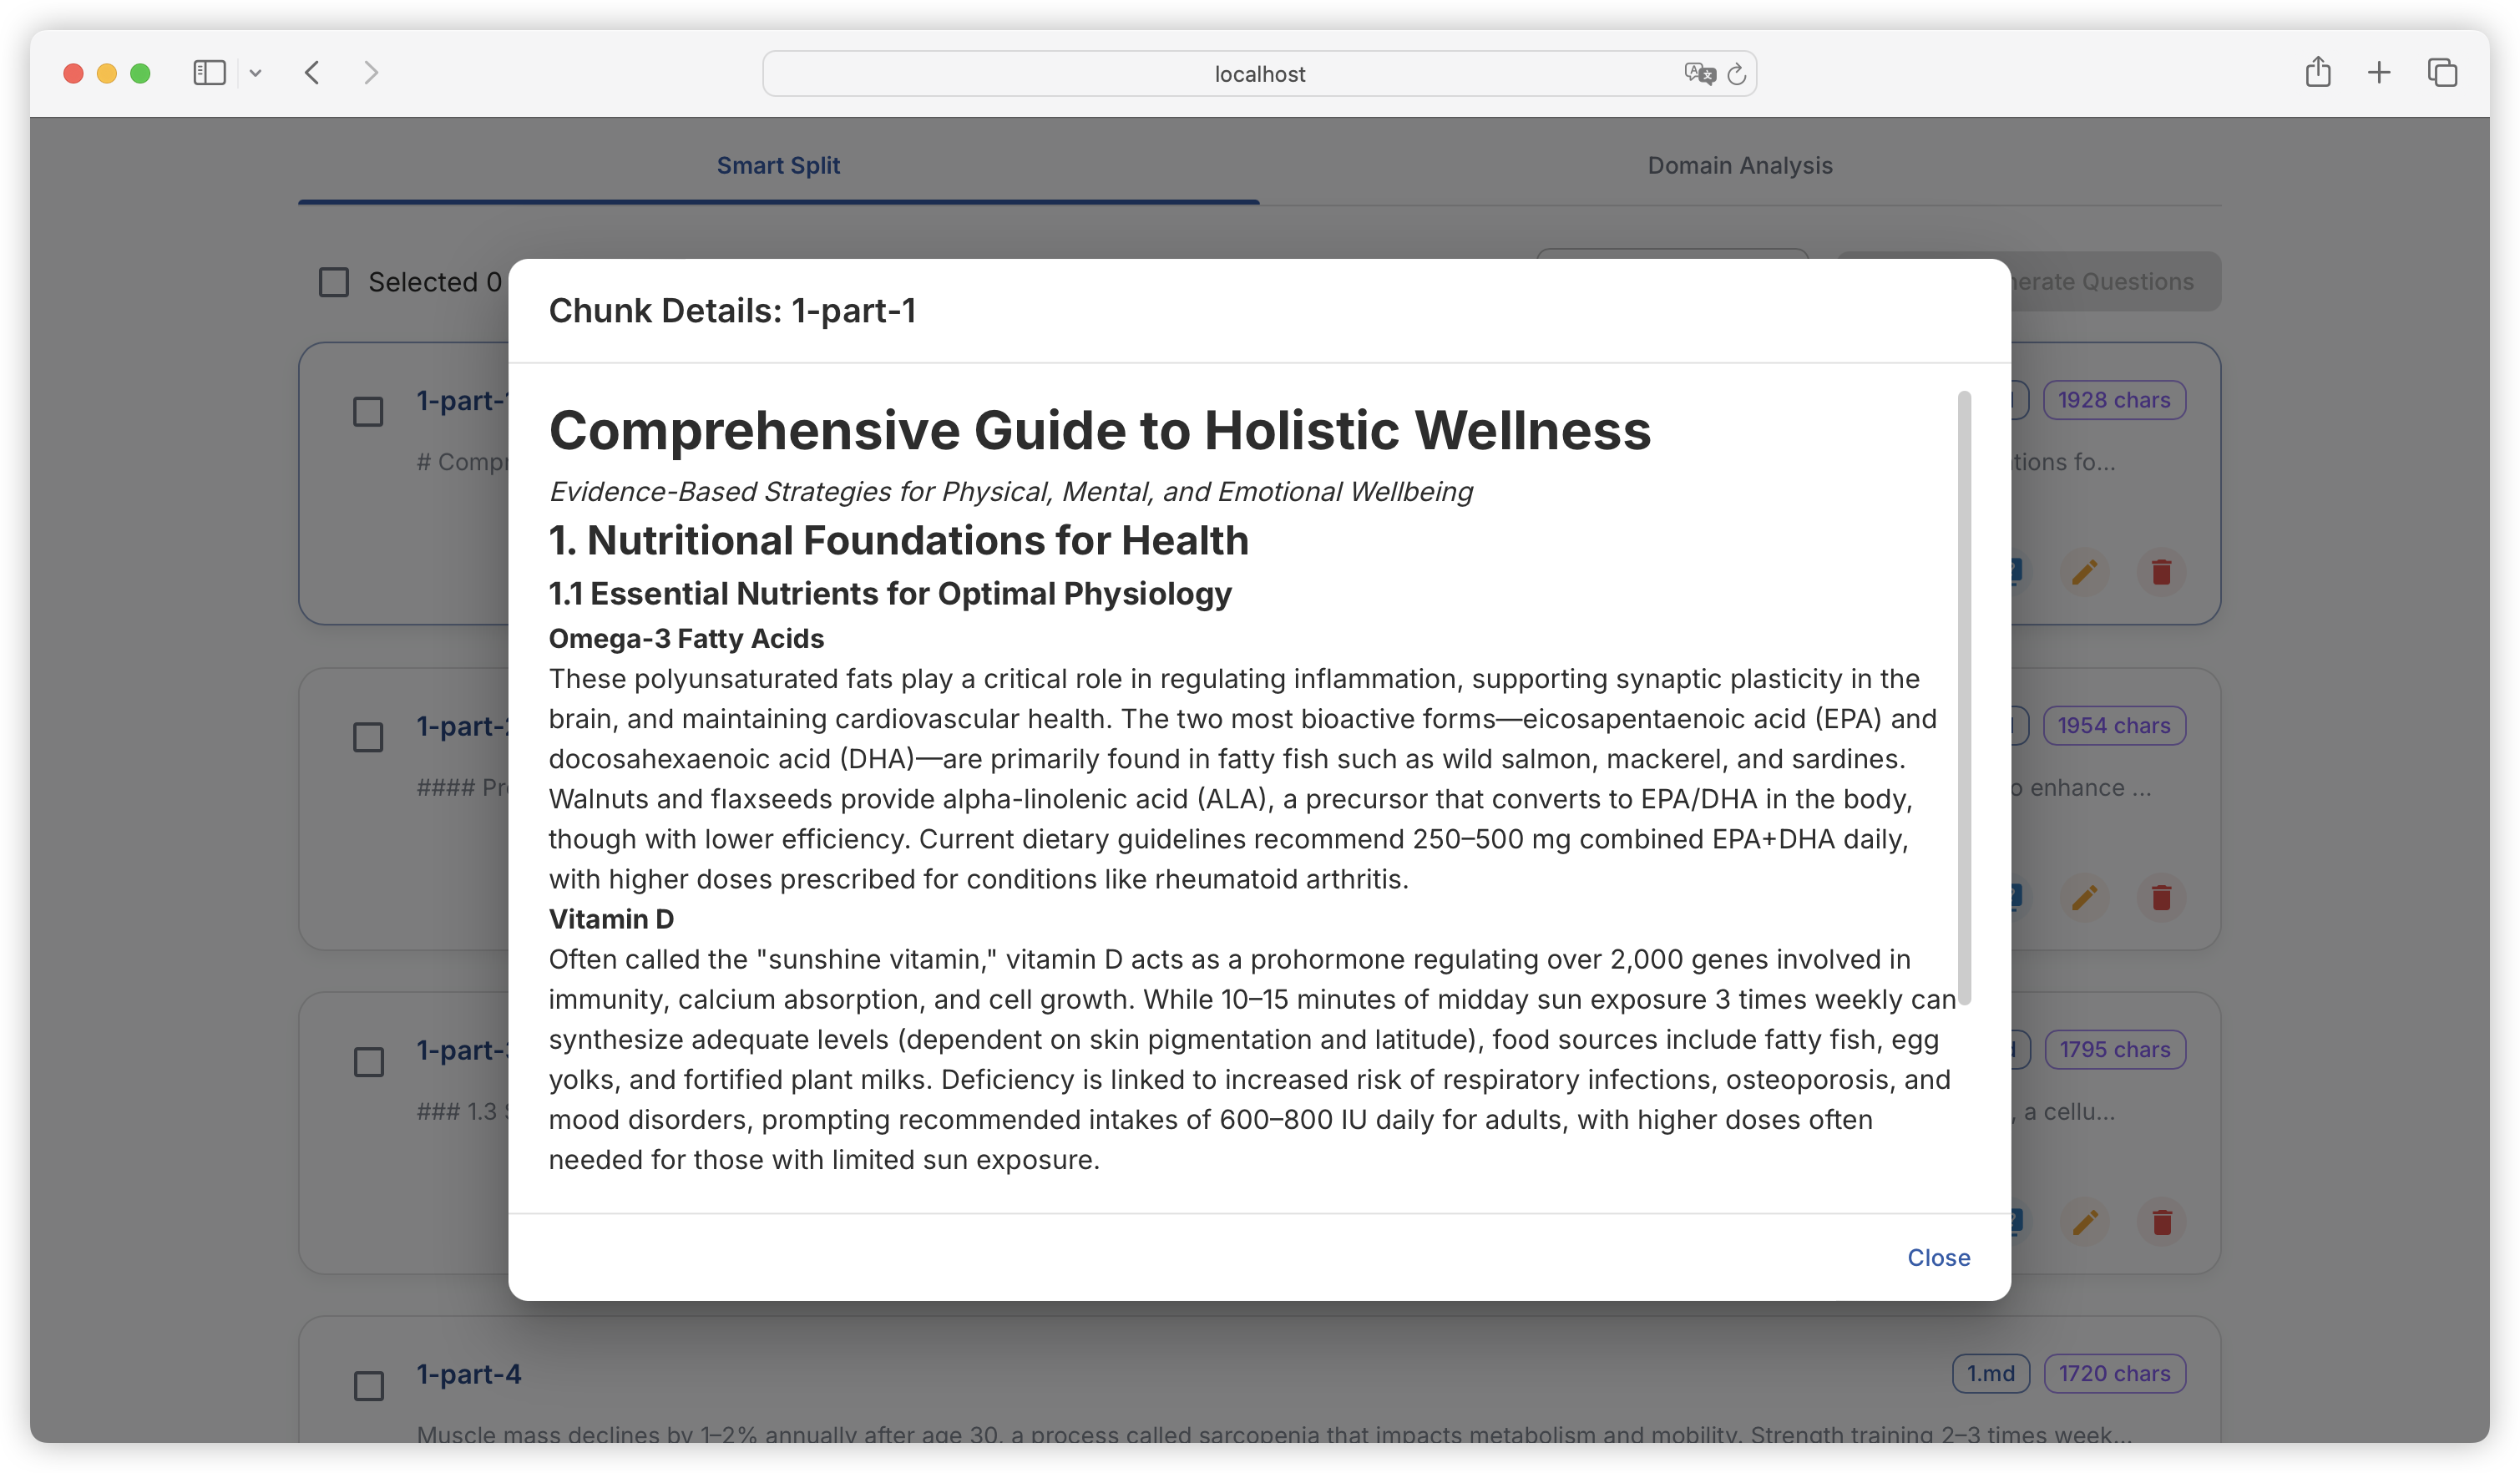 localhost
Smart Split
Domain Analysis
Selected 0
Questions
Chunk Details: 1-part-1
Comprehensive Guide to Holistic Wellness
Evidence-Based Strategies for Physical, Mental, and Emotional Wellbeing
1. Nutritional Foundations for Health
1.1 Essential Nutrients for Optimal Physiology
Omega-3 Fatty Acids
These polyunsaturated fats play a critical role in regulating inflammation, supporting synaptic plasticity in the
brain, and maintaining cardiovascular health. The two most bioactive forms—eicosapentaenoic acid (EPA) and
docosahexaenoic acid (DHA)—are primarily found in fatty fish such as wild salmon, mackerel, and sardines.
Walnuts and flaxseeds provide alpha-linolenic acid (ALA), a precursor that converts to EPA/DHA in the body,
though with lower efficiency. Current dietary guidelines recommend 250–500 mg combined EPA+DHA daily,
with higher doses prescribed for conditions like rheumatoid arthritis.
Vitamin D
Often called the "sunshine vitamin," vitamin D acts as a prohormone regulating over 2,000 genes involved in
immunity, calcium absorption, and cell growth. While 10–15 minutes of midday sun exposure 3 times weekly can
synthesize adequate levels (dependent on skin pigmentation and latitude), food sources include fatty fish, egg
yolks, and fortified plant milks. Deficiency is linked to increased risk of respiratory infections, osteoporosis, and
mood disorders, prompting recommended intakes of 600–800 IU daily for adults, with higher doses often
needed for those with limited sun exposure.
Close
1-part-1
1928 chars
# Compr
tions fo...
1-part-2
1954 chars
#### Pr
o enhance ...
1-part-3
1795 chars
### 1.3
, a cellu...
1-part-4
1.md
1720 chars
Muscle mass declines by 1–2% annually after age 30, a process called sarcopenia that impacts metabolism and mobility. Strength training 2–3 times week...